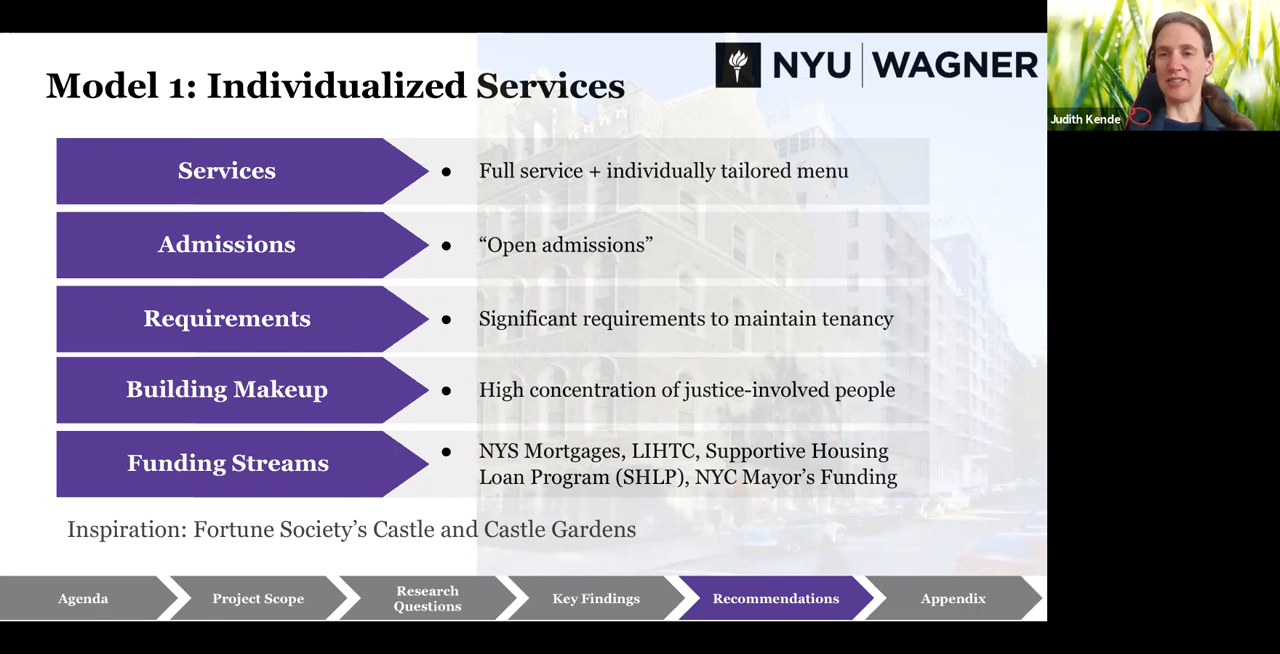 Model 1: Individualized Services
NYU WAGNER
Judith Kende
Services
● Full service + individually tailored menu
Admissions
● “Open admissions”
Requirements
● Significant requirements to maintain tenancy
Building Makeup
● High concentration of justice-involved people
Funding Streams
● NYS Mortgages, LIHTC, Supportive Housing
Loan Program (SHLP), NYC Mayor’s Funding
Inspiration: Fortune Society’s Castle and Castle Gardens
Agenda
Project Scope
Research
Questions
Key Findings
Recommendations
Appendix